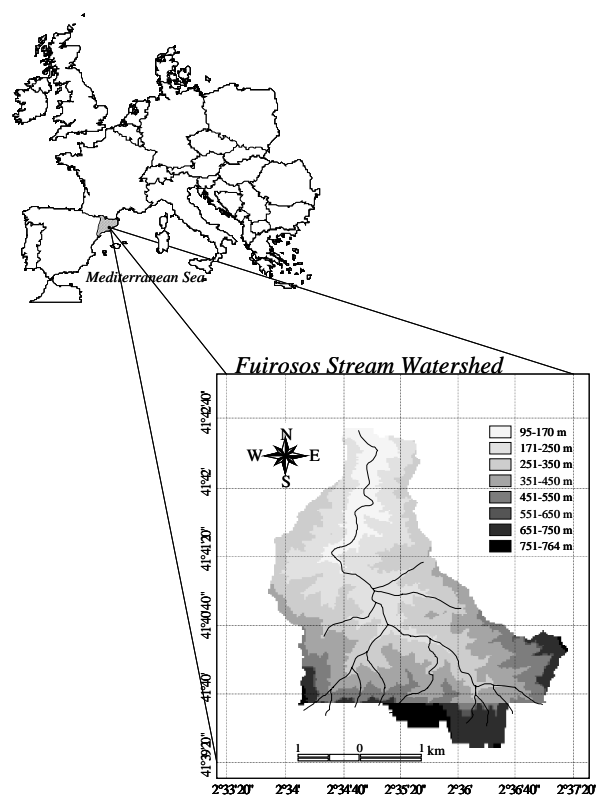 Mediterranean Sea
Fuirosos Stream Watershed
N
W E
S
95-170 m
171-250 m
251-350 m
351-450 m
451-550 m
551-650 m
651-750 m
751-764 m
41°42'40"
41°42'
41°41'20"
41°40'40"
41°40'
41°39'20"
1 0 1 km
2°33'20" 2°34' 2°34'40" 2°35'20" 2°36' 2°36'40" 2°37'20"